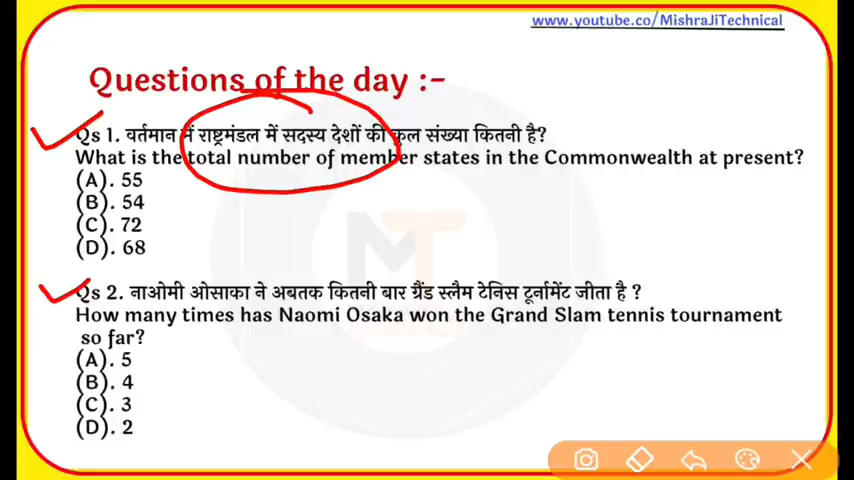 www.youtube.co/MishraJiTechnical
Questions of the day :-
Qs 1. वर्तमान में राष्ट्रमंडल में सदस्य देशों की कुल संख्या कितनी है?
What is the total number of member states in the Commonwealth at present?
(A). 55
(B). 54
(C). 72
(D). 68
Qs 2. नाओमी ओसाका ने अबतक कितनी बार ग्रैंड स्लैम टेनिस टूर्नामेंट जीता है ?
How many times has Naomi Osaka won the Grand Slam tennis tournament
so far?
(A). 5
(B). 4
(C). 3
(D). 2
MT